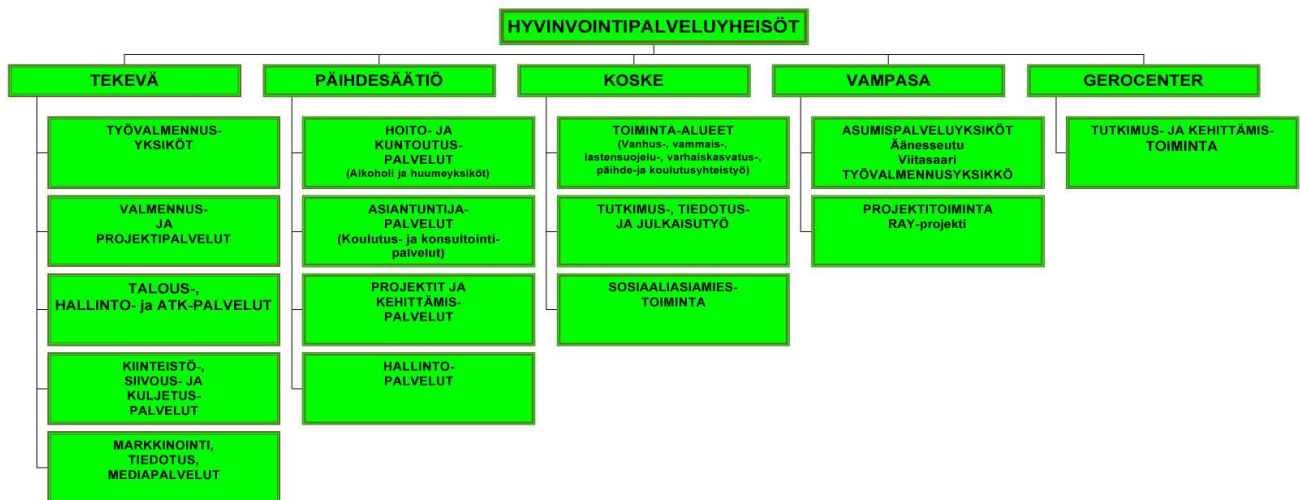 HYVINVOINTIPALVELUYHEISÖT
TEKEVÄ
TYÖVALMENNUS-
YKSIKÖT
VALMENNUS-
JA
PROJEKTIPALVELUT
TALOUS-,
HALLINTO- ja ATK-PALVELUT
KIINTEISTÖ-,
SIIVOUS- JA
KULJETUS-
PALVELUT
MARKKINOINTI,
TIEDOTUS,
MEDIAPALVELUT
PÄIHDESÄÄTIÖ
HOITO- JA
KUNTOUTUS-
PALVELUT
(Alkoholi ja huumeyksiköt)
ASIANTUNTIJA-
PALVELUT
(Koulutus- ja konsultointi-
palvelut)
PROJEKTIT JA
KEHITTÄMIS-
PALVELUT
HALLINTO-
PALVELUT
KOSKE
TOIMINTA-ALUEET
(Vanhus-, vammais-,
lastensuojelu-, varhaiskasvatus-,
päihde-ja koulutusyhteistyö)
TUTKIMUS-, TIEDOTUS-
JA JULKAISUTYÖ
SOSIAALIASIAMIES-
TOIMINTA
VAMPASA
ASUMISPALVELUYKSIKÖT
Äänesseutu
Viitasaari
TYÖVALMENNUSYKSIKKÖ
PROJEKTITOIMINTA
RAY-projekti
GEROCENTER
TUTKIMUS- JA KEHITTÄMIS-
TOIMINTA